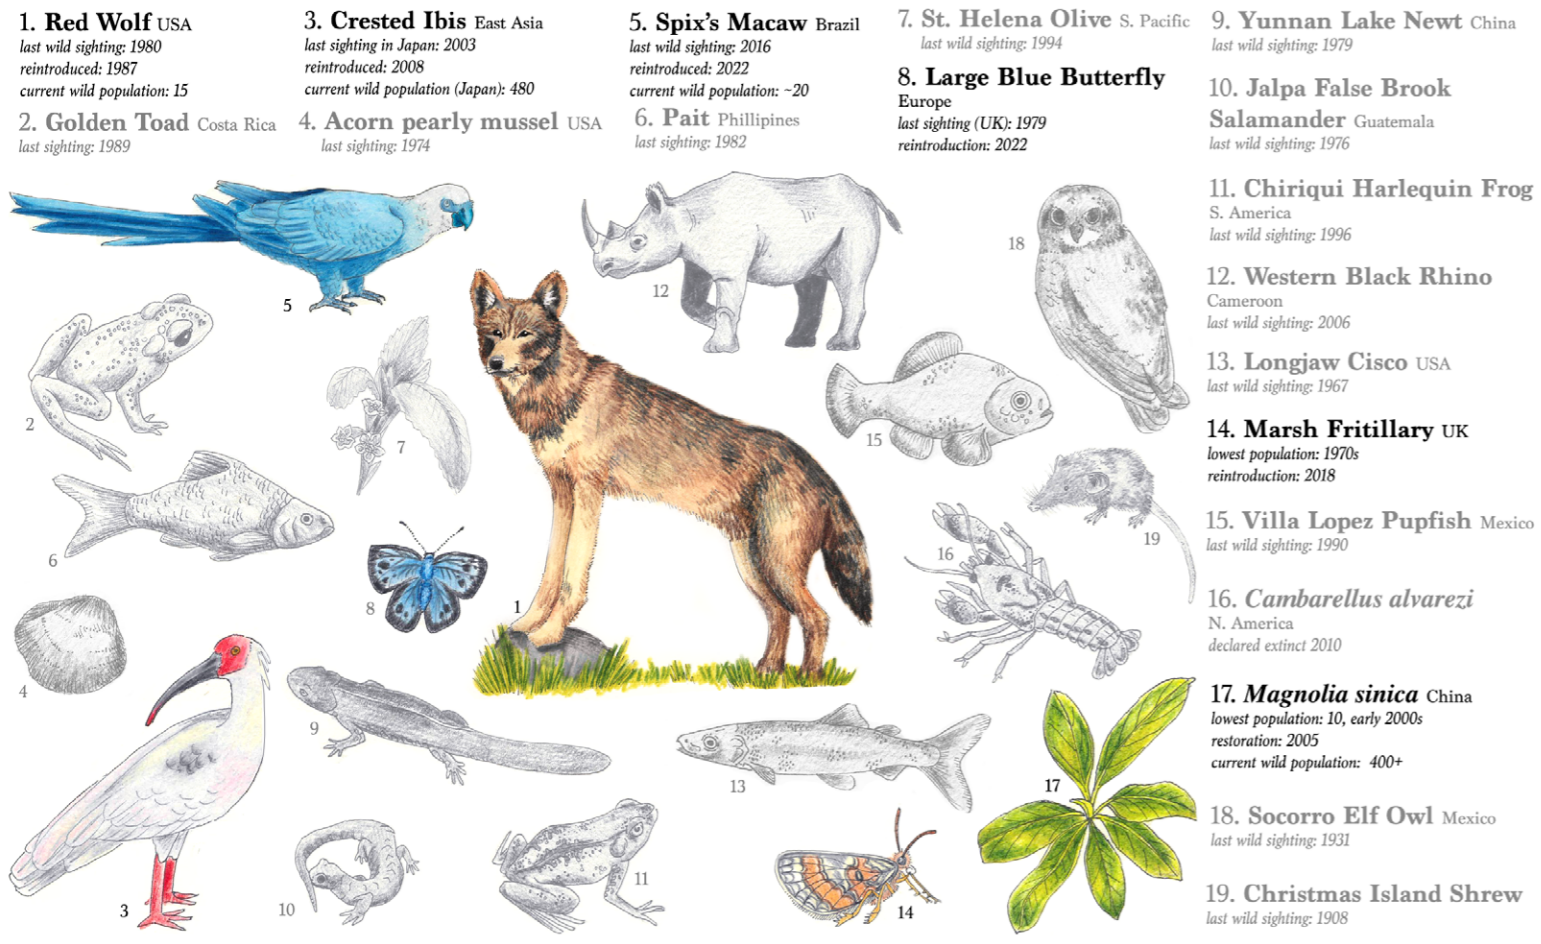 1. Red Wolf USA
last wild sighting: 1980
reintroduced: 1987
current wild population: 15
2. Golden Toad Costa Rica
last sighting: 1989
3. Crested Ibis East Asia
last sighting in Japan: 2003
reintroduced: 2008
current wild population (Japan): 480
4. Acorn pearly mussel USA
last sighting: 1974
5. Spix's Macaw Brazil
last wild sighting: 2016
reintroduced: 2022
current wild population: ~20
6. Pait Phillipines
last sighting: 1982
7. St. Helena Olive S. Pacific
last wild sighting: 1994
8. Large Blue Butterfly
Europe
last sighting (UK): 1979
reintroduction: 2022
9. Yunnan Lake Newt China
last wild sighting: 1979
10. Jalpa False Brook
Salamander Guatemala
last wild sighting: 1976
11. Chiriqui Harlequin Frog
S. America
last wild sighting: 1996
12. Western Black Rhino
Cameroon
last wild sighting: 2006
13. Longjaw Cisco USA
last wild sighting: 1967
14. Marsh Fritillary UK
lowest population: 1970s
reintroduction: 2018
15. Villa Lopez Pupfish Mexico
last wild sighting: 1990
16. Cambarellus alvarezi
N. America
declared extinct 2010
17. Magnolia sinica China
lowest population: 10, early 2000s
restoration: 2005
current wild population: 400+
18. Socorro Elf Owl Mexico
last wild sighting: 1931
19. Christmas Island Shrew
last wild sighting: 1908
5
12
18
2
7
15
6
16
19
8
1
4
9
13
17
3
10
11
14